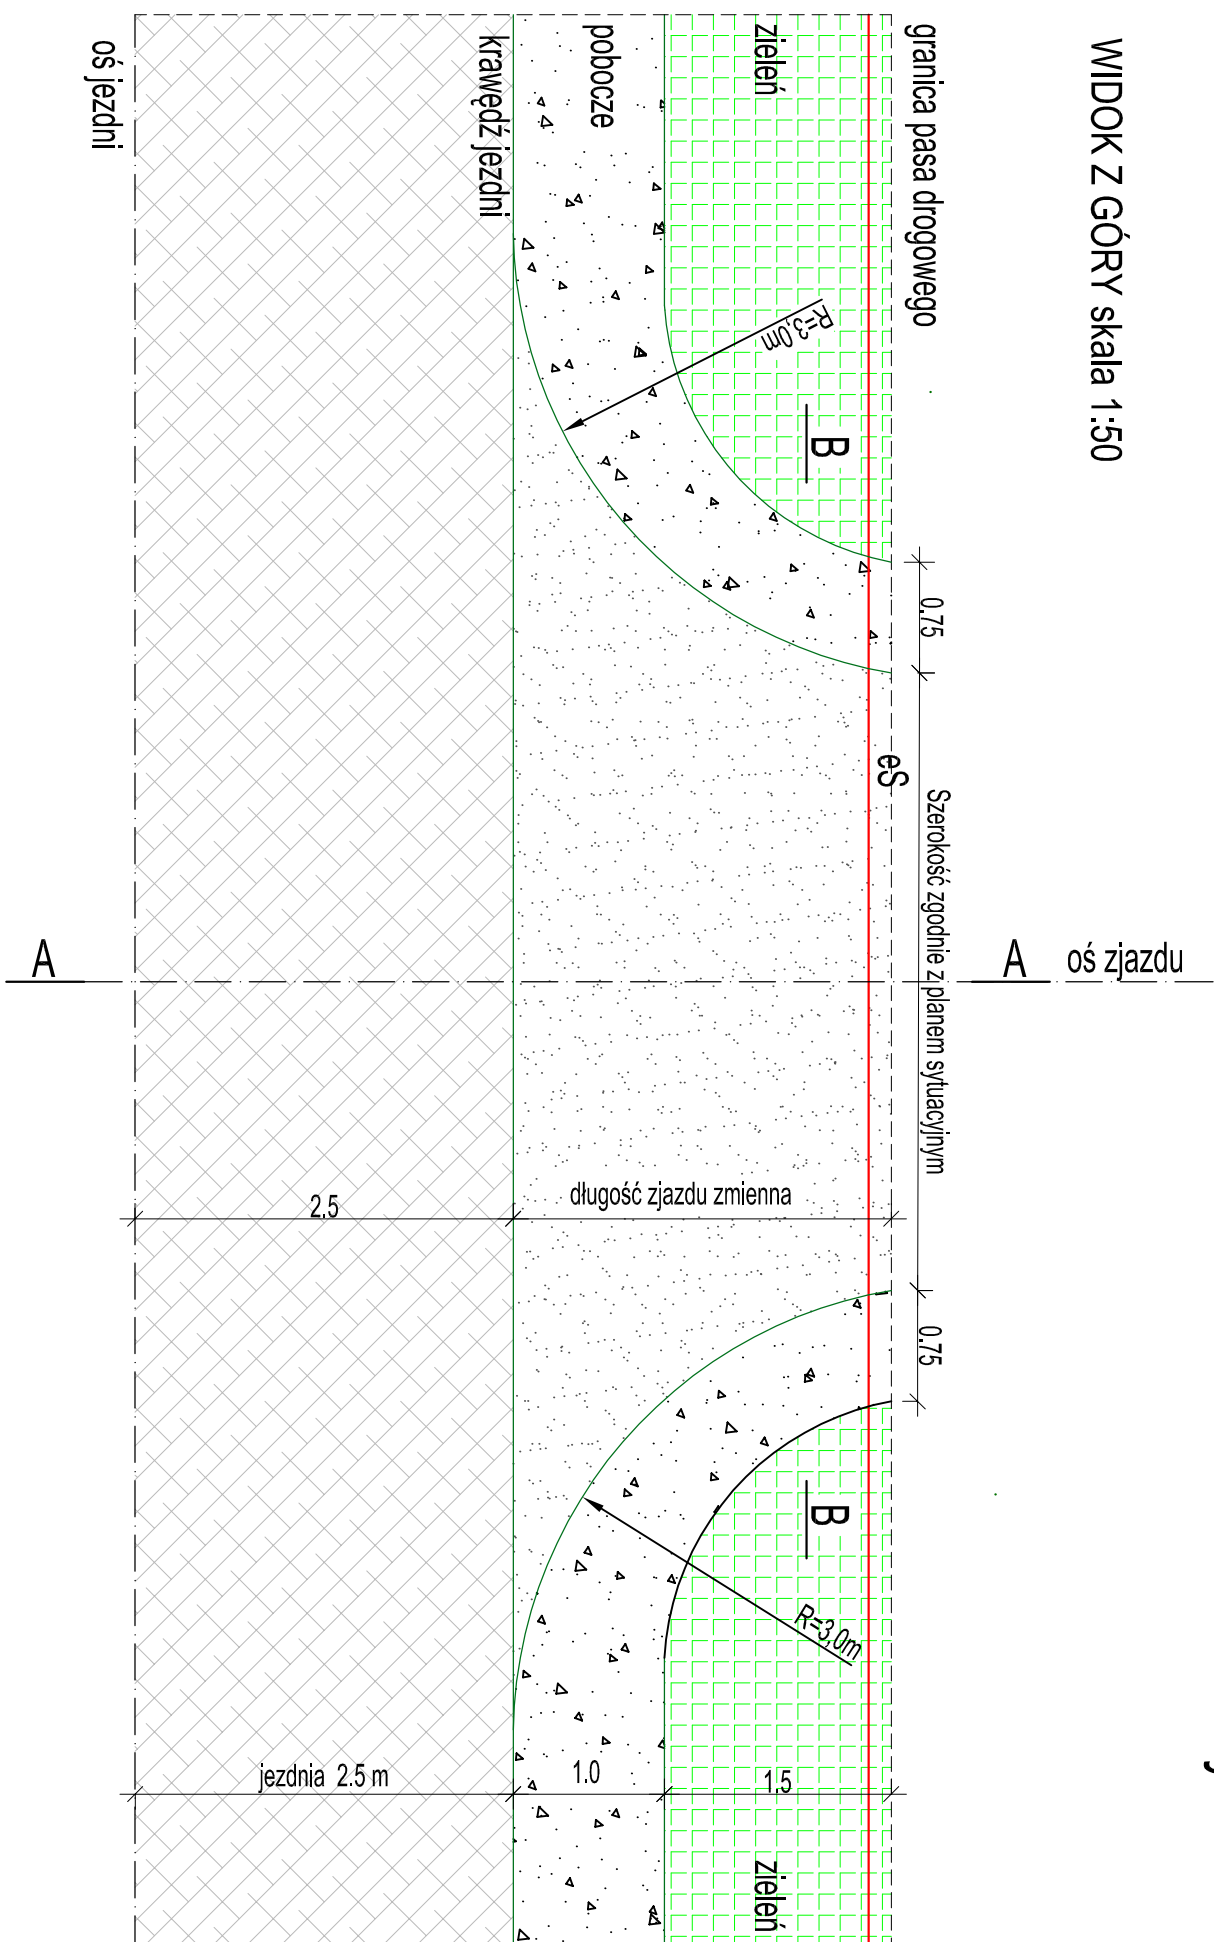 WIDOK Z GÓRY skala 1:50
granica pasa drogowego
zieleń
pobocze
krawędź jezdni
oś jezdni
R=3,0m
B
0.75
eS
Szerokość zgodnie z planem sytuacyjnym
A
A
oś zjazdu
2.5
długość zjazdu zmienna
0.75
B
R=3,0m
jezdnia 2.5 m
1.0
1.5
zieleń